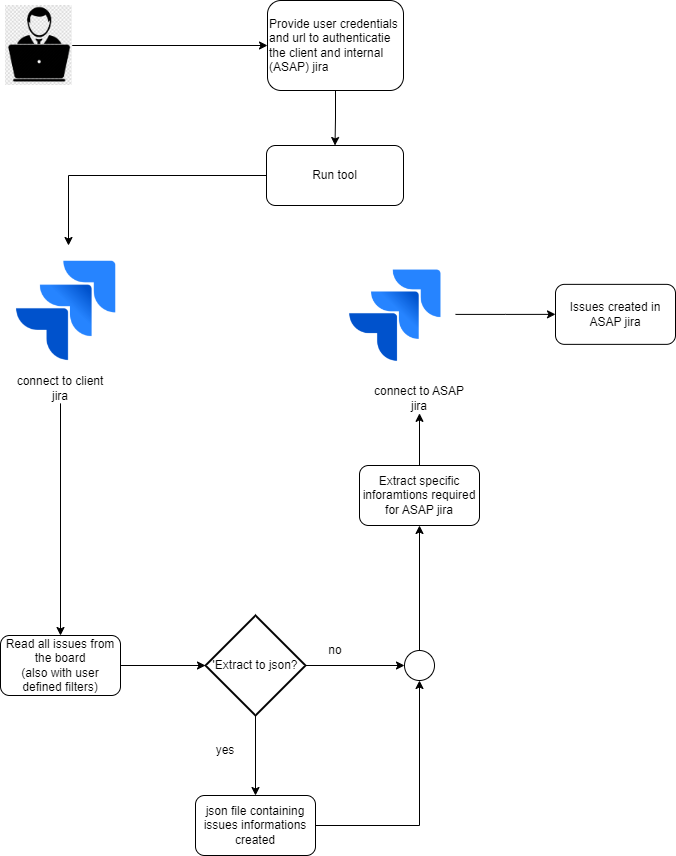 Provide user credentials
and url to authenticatie
the client and internal
(ASAP) jira
Run tool
connect to client
jira
connect to ASAP
jira
Issues created in
ASAP jira
Extract specific
inforamtions required
for ASAP jira
Read all issues from
the board
(also with user
defined filters)
'Extract to json?
no
yes
json file containing
issues informations
created